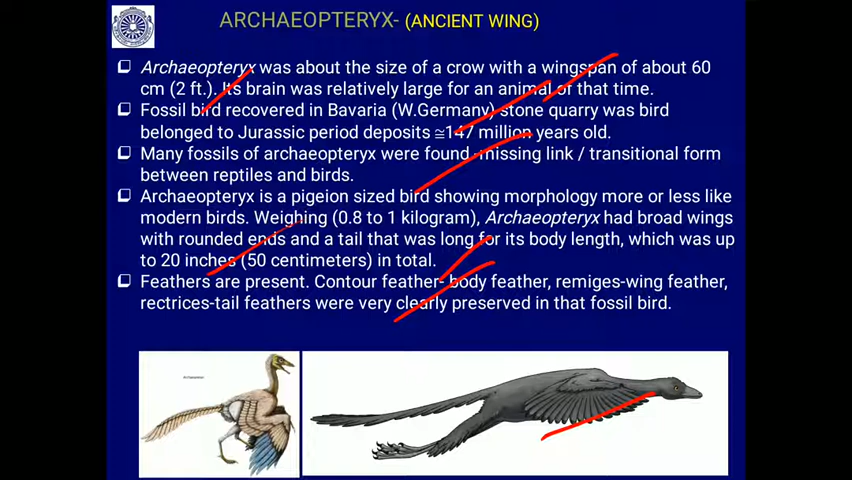 ARCHAEOPTERYX- (ANCIENT WING)
Archaeopteryx was about the size of a crow with a wingspan of about 60
cm (2 ft.). Its brain was relatively large for an animal of that time.
Fossil bird recovered in Bavaria (W.Germany) stone quarry was bird
belonged to Jurassic period deposits ≅147 million years old.
Many fossils of archaeopteryx were found -missing link / transitional form
between reptiles and birds.
Archaeopteryx is a pigeion sized bird showing morphology more or less like
modern birds. Weighing (0.8 to 1 kilogram), Archaeopteryx had broad wings
with rounded ends and a tail that was long for its body length, which was up
to 20 inches (50 centimeters) in total.
Feathers are present. Contour feather- body feather, remiges-wing feather,
rectrices-tail feathers were very clearly preserved in that fossil bird.